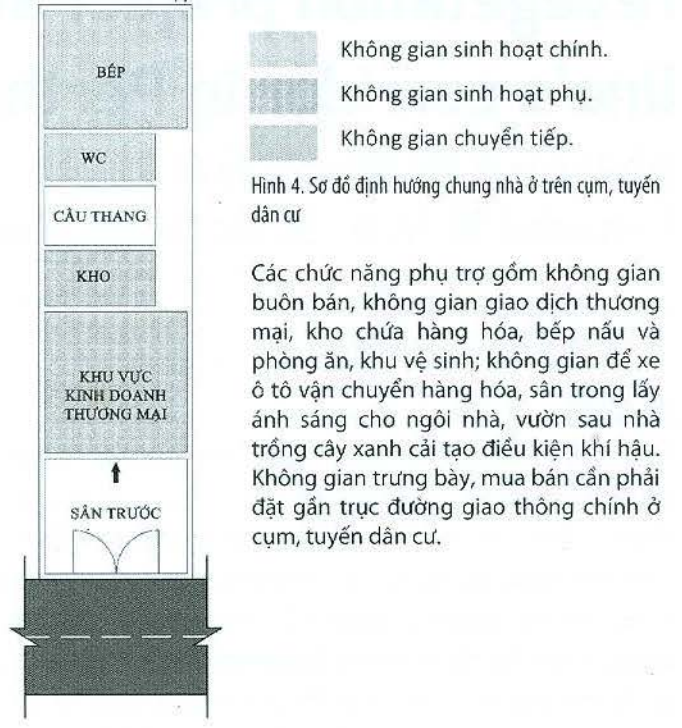 BẾP
WC
CẦU THANG
KHO
KHU VỰC
KINH DOANH
THƯƠNG MẠI
SÂN TRƯỚC
Không gian sinh hoạt chính.
Không gian sinh hoạt phụ.
Không gian chuyển tiếp.
Hình 4. Sơ đồ định hướng chung nhà ở trên cụm, tuyến
dân cư
Các chức năng phụ trợ gồm không gian
buôn bán, không gian giao dịch thương
mại, kho chứa hàng hóa, bếp nấu và
phòng ăn, khu vệ sinh; không gian để xe
ô tô vận chuyển hàng hóa, sân trong lấy
ánh sáng cho ngôi nhà, vườn sau nhà
trồng cây xanh cải tạo điều kiện khí hậu.
Không gian trưng bày, mua bán cần phải
đặt gần trục đường giao thông chính ở
cụm, tuyến dân cư.